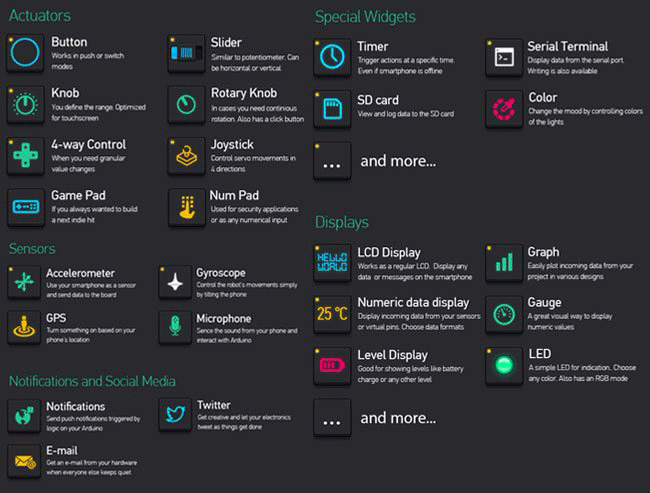 Actuators
Button
Works in push or switch
modes
Slider
Similar to potentiometer. Can
be horizontal or vertical
Knob
You define the range. Optimized
for touchscreen
Rotary Knob
In cases you need continious
rotation. Also has a click button
4-way Control
When you need granular
value changes
Joystick
Control servo movements in
4 directions
Game Pad
If you always wanted to build
a next indie hit
Num Pad
Used for security applications
or as any numerical input
Sensors
Accelerometer
Use your smartphone as a sensor
and send data to the board
Gyroscope
Control the robot's movements simply
by tilting the phone
GPS
Turn something on based on your
phone's location
Microphone
Sence the sound from your phone and
interact with Arduino
Notifications and Social Media
Notifications
Send push notifications triggered by
logic on your Arduino
Twitter
Get creative and let your electronics
tweet as things get done
E-mail
Get an e-mail from your hardware
when everyone else keeps quiet
Special Widgets
Timer
Trigger actions at a specific time.
Even if smartphone is offline
Serial Terminal
Display data from the serial port.
Writing is also available
SD card
View and log data to the SD card
Color
Change the mood by controlling colors
of the lights
...
and more...
Displays
HELLO
WORLD
LCD Display
Works as a regular LCD. Display any
data or messages on the smartphone
Graph
Easily plot incoming data from your
project in various designs
25 °C
Numeric data display
Display incoming data from your sensors
or virtual pins. Choose data formats
Gauge
A great visual way to display
numeric values
Level Display
Good for showing levels like battery
charge or any other level
LED
A simple LED for indication. Choose
any color. Also has an RGB mode
...
and more...